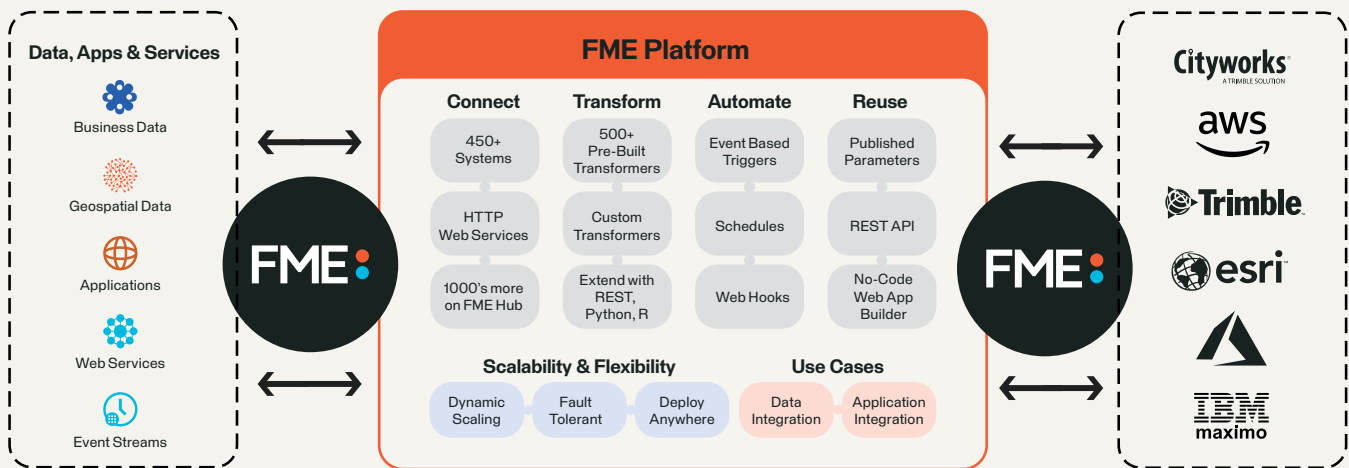 Data, Apps & Services
Business Data
Geospatial Data
Applications
Web Services
Event Streams
FME
FME Platform
Connect
450+
Systems
HTTP
Web Services
1000's more
on FME Hub
Transform
500+
Pre-Built
Transformers
Custom
Transformers
Extend with
REST,
Python, R
Automate
Event Based
Triggers
Schedules
Web Hooks
Reuse
Published
Parameters
REST API
No-Code
Web App
Builder
Scalability & Flexibility
Dynamic
Scaling
Fault
Tolerant
Deploy
Anywhere
Use Cases
Data
Integration
Application
Integration
FME
Cityworks®
A TRIMBLE SOLUTION
aws
Trimble
esri™
IBM
maximo